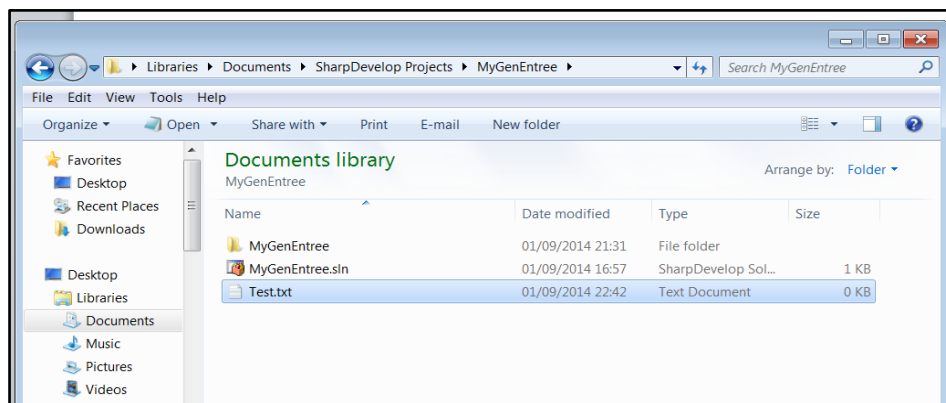 Libraries Documents SharpDevelop Projects MyGenEntree Search MyGenEntree
File Edit View Tools Help
Organize Open Share with Print E-mail New folder
Favorites
Desktop
Recent Places
Downloads
Desktop
Libraries
Documents
Music
Pictures
Videos
Documents library
MyGenEntree
Arrange by: Folder
Name Date modified Type Size
MyGenEntree 01/09/2014 21:31 File folder
MyGenEntree.sln 01/09/2014 16:57 SharpDevelop Sol... 1 KB
Test.txt 01/09/2014 22:42 Text Document 0 KB